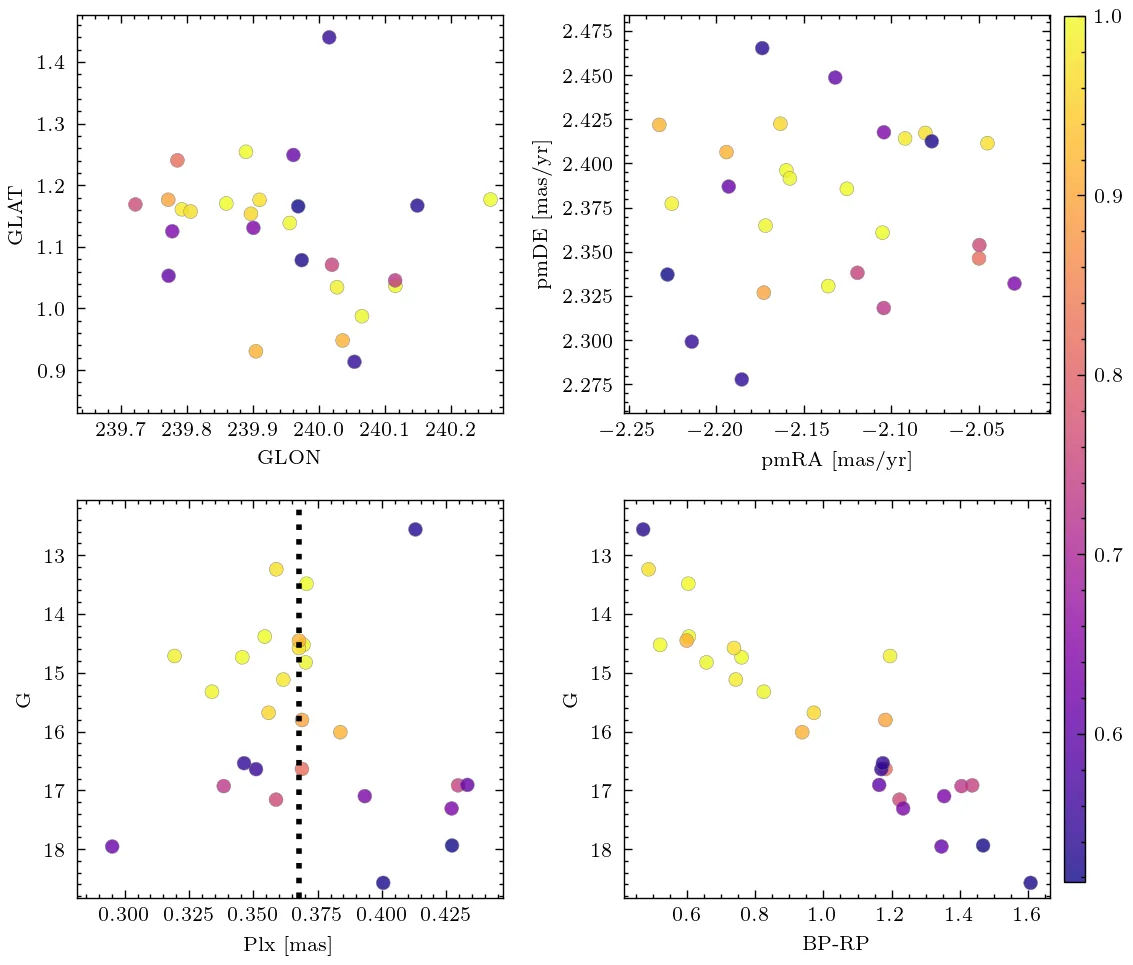 1.4
1.3
1.2
1.1
1.0
0.9
GLAT
239.7 239.8 239.9 240.0 240.1 240.2
GLON
2.475
2.450
2.425
2.400
2.375
2.350
2.325
2.300
2.275
pmDE [mas/yr]
−2.25 −2.20 −2.15 −2.10 −2.05
pmRA [mas/yr]
13
14
15
16
17
18
G
0.300 0.325 0.350 0.375 0.400 0.425
Plx [mas]
13
14
15
16
17
18
G
0.6 0.8 1.0 1.2 1.4 1.6
BP-RP
1.0
0.9
0.8
0.7
0.6